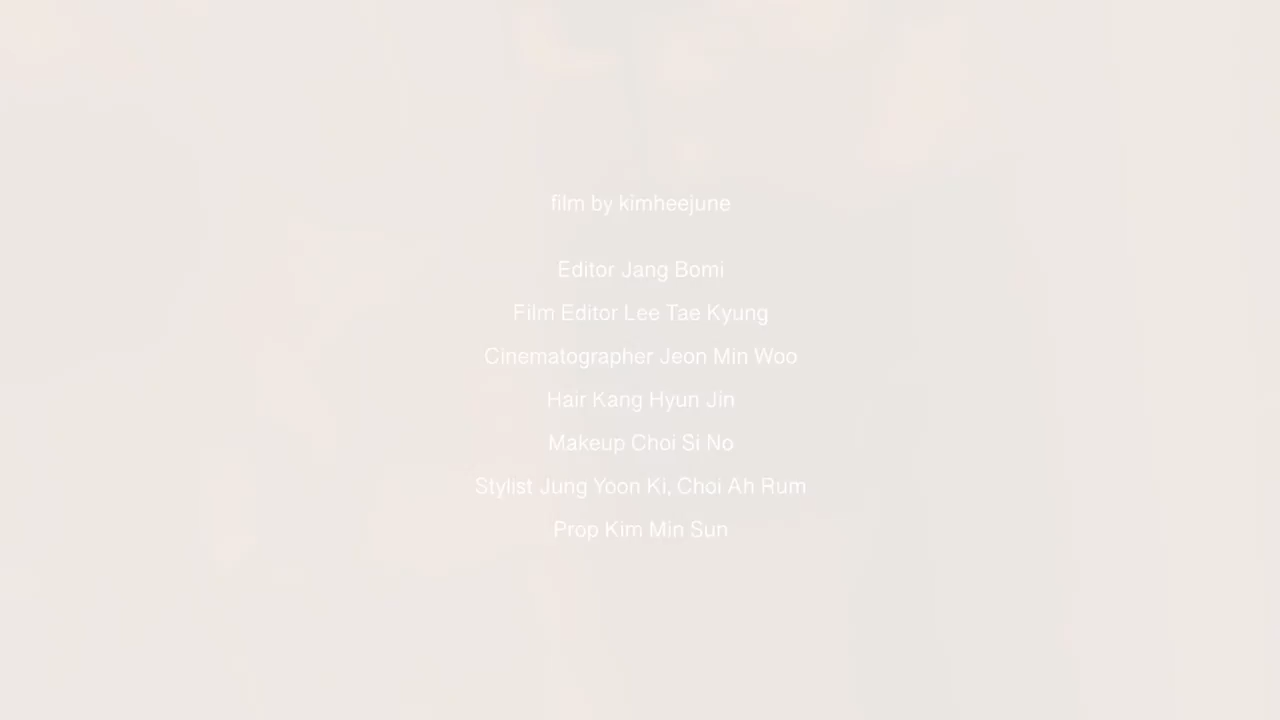 film by kimheejune
Editor Jang Bomi
Film Editor Lee Tae Kyung
Cinematographer Jeon Min Woo
Hair Kang Hyun Jin
Makeup Choi Si No
Stylist Jung Yoon Ki, Choi Ah Rum
Prop Kim Min Sun